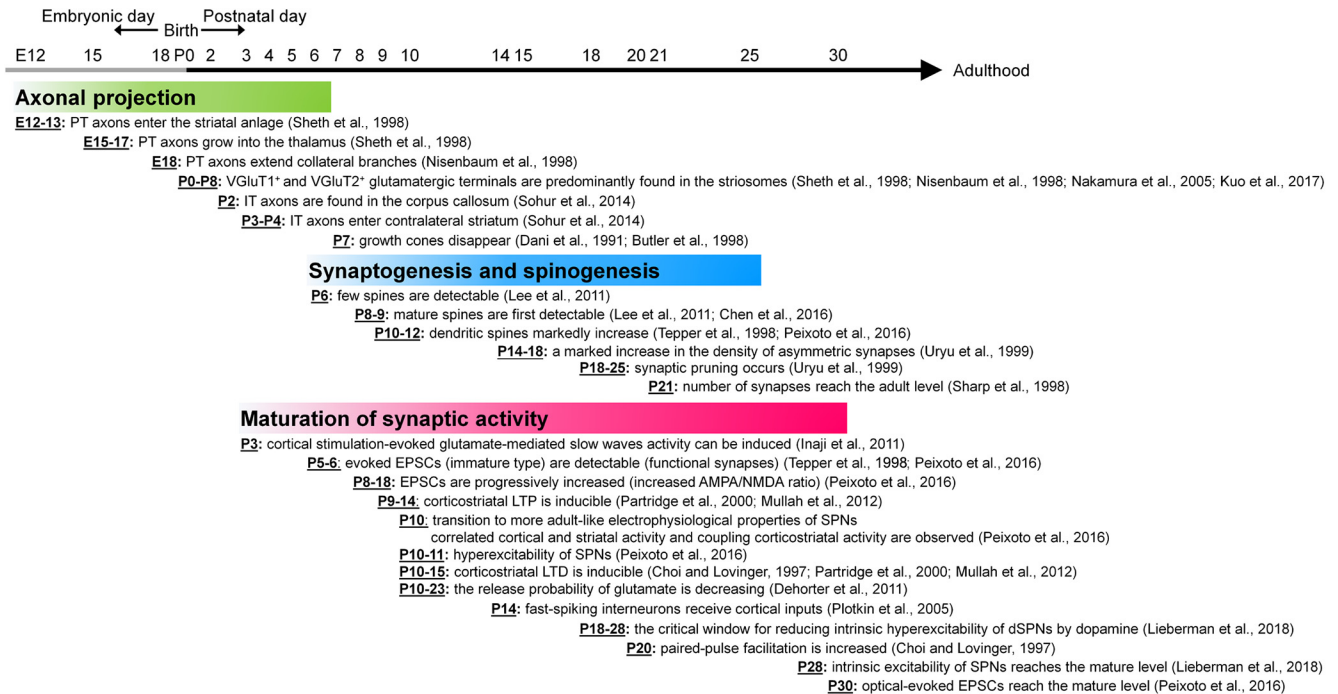 Embryonic day Postnatal day
Birth
E12 15 18 P0 2 3 4 5 6 7 8 9 10 14 15 18 20 21 25 30
Adulthood
Axonal projection
E12-13: PT axons enter the striatal anlage (Sheth et al., 1998)
E15-17: PT axons grow into the thalamus (Sheth et al., 1998)
E18: PT axons extend collateral branches (Nisenbaum et al., 1998)
P0-P8: VGluT1⁺ and VGluT2⁺ glutamatergic terminals are predominantly found in the striosomes (Sheth et al., 1998; Nisenbaum et al., 1998; Nakamura et al., 2005; Kuo et al., 2017)
P2: IT axons are found in the corpus callosum (Sohur et al., 2014)
P3-P4: IT axons enter contralateral striatum (Sohur et al., 2014)
P7: growth cones disappear (Dani et al., 1991; Butler et al., 1998)
Synaptogenesis and spinogenesis
P6: few spines are detectable (Lee et al., 2011)
P8-9: mature spines are first detectable (Lee et al., 2011; Chen et al., 2016)
P10-12: dendritic spines markedly increase (Tepper et al., 1998; Peixoto et al., 2016)
P14-18: a marked increase in the density of asymmetric synapses (Uryu et al., 1999)
P18-25: synaptic pruning occurs (Uryu et al., 1999)
P21: number of synapses reach the adult level (Sharp et al., 1998)
Maturation of synaptic activity
P3: cortical stimulation-evoked glutamate-mediated slow waves activity can be induced (Inaji et al., 2011)
P5-6: evoked EPSCs (immature type) are detectable (functional synapses) (Tepper et al., 1998; Peixoto et al., 2016)
P8-18: EPSCs are progressively increased (increased AMPA/NMDA ratio) (Peixoto et al., 2016)
P9-14: corticostriatal LTP is inducible (Partridge et al., 2000; Mullah et al., 2012)
P10: transition to more adult-like electrophysiological properties of SPNs
correlated cortical and striatal activity and coupling corticostriatal activity are observed (Peixoto et al., 2016)
P10-11: hyperexcitability of SPNs (Peixoto et al., 2016)
P10-15: corticostriatal LTD is inducible (Choi and Lovinger, 1997; Partridge et al., 2000; Mullah et al., 2012)
P10-23: the release probability of glutamate is decreasing (Dehorter et al., 2011)
P14: fast-spiking interneurons receive cortical inputs (Plotkin et al., 2005)
P18-28: the critical window for reducing intrinsic hyperexcitability of dSPNs by dopamine (Lieberman et al., 2018)
P20: paired-pulse facilitation is increased (Choi and Lovinger, 1997)
P28: intrinsic excitability of SPNs reaches the mature level (Lieberman et al., 2018)
P30: optical-evoked EPSCs reach the mature level (Peixoto et al., 2016)